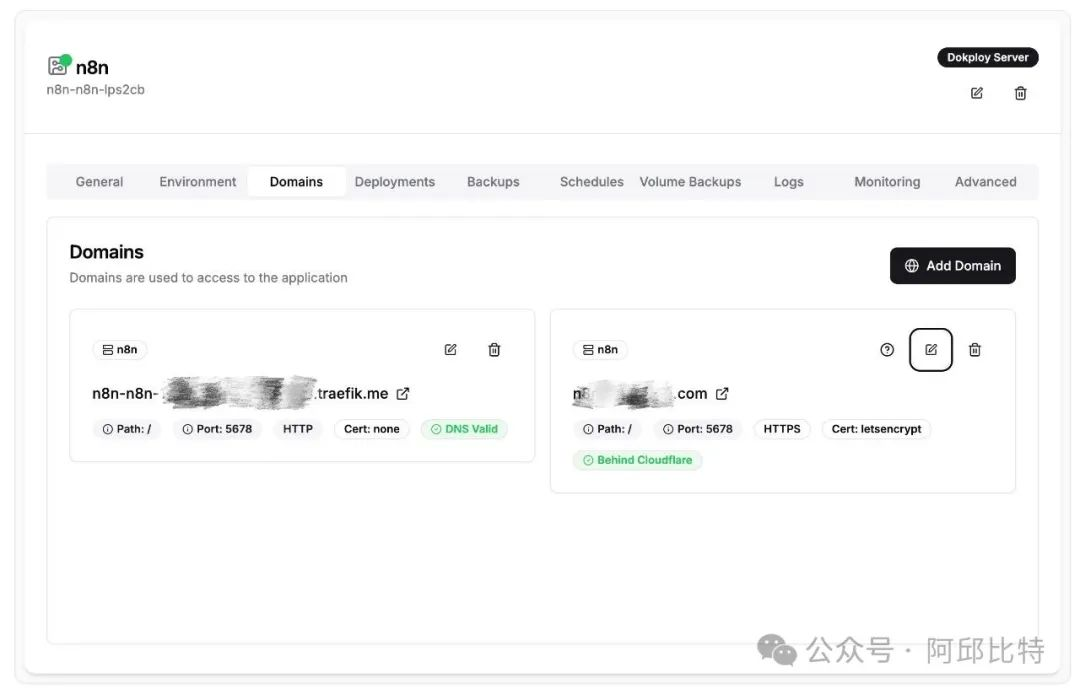 n8n
Dokploy Server
n8n-n8n-lps2cb
General Environment Domains Deployments Backups Schedules Volume Backups Logs Monitoring Advanced
Domains
Domains are used to access to the application
Add Domain
n8n
n8n-n8n- .traefik.me
Path: / Port: 5678 HTTP Cert: none DNS Valid
n8n
.com
Path: / Port: 5678 HTTPS Cert: letsencrypt
Behind Cloudflare
公众号 · 阿邱比特